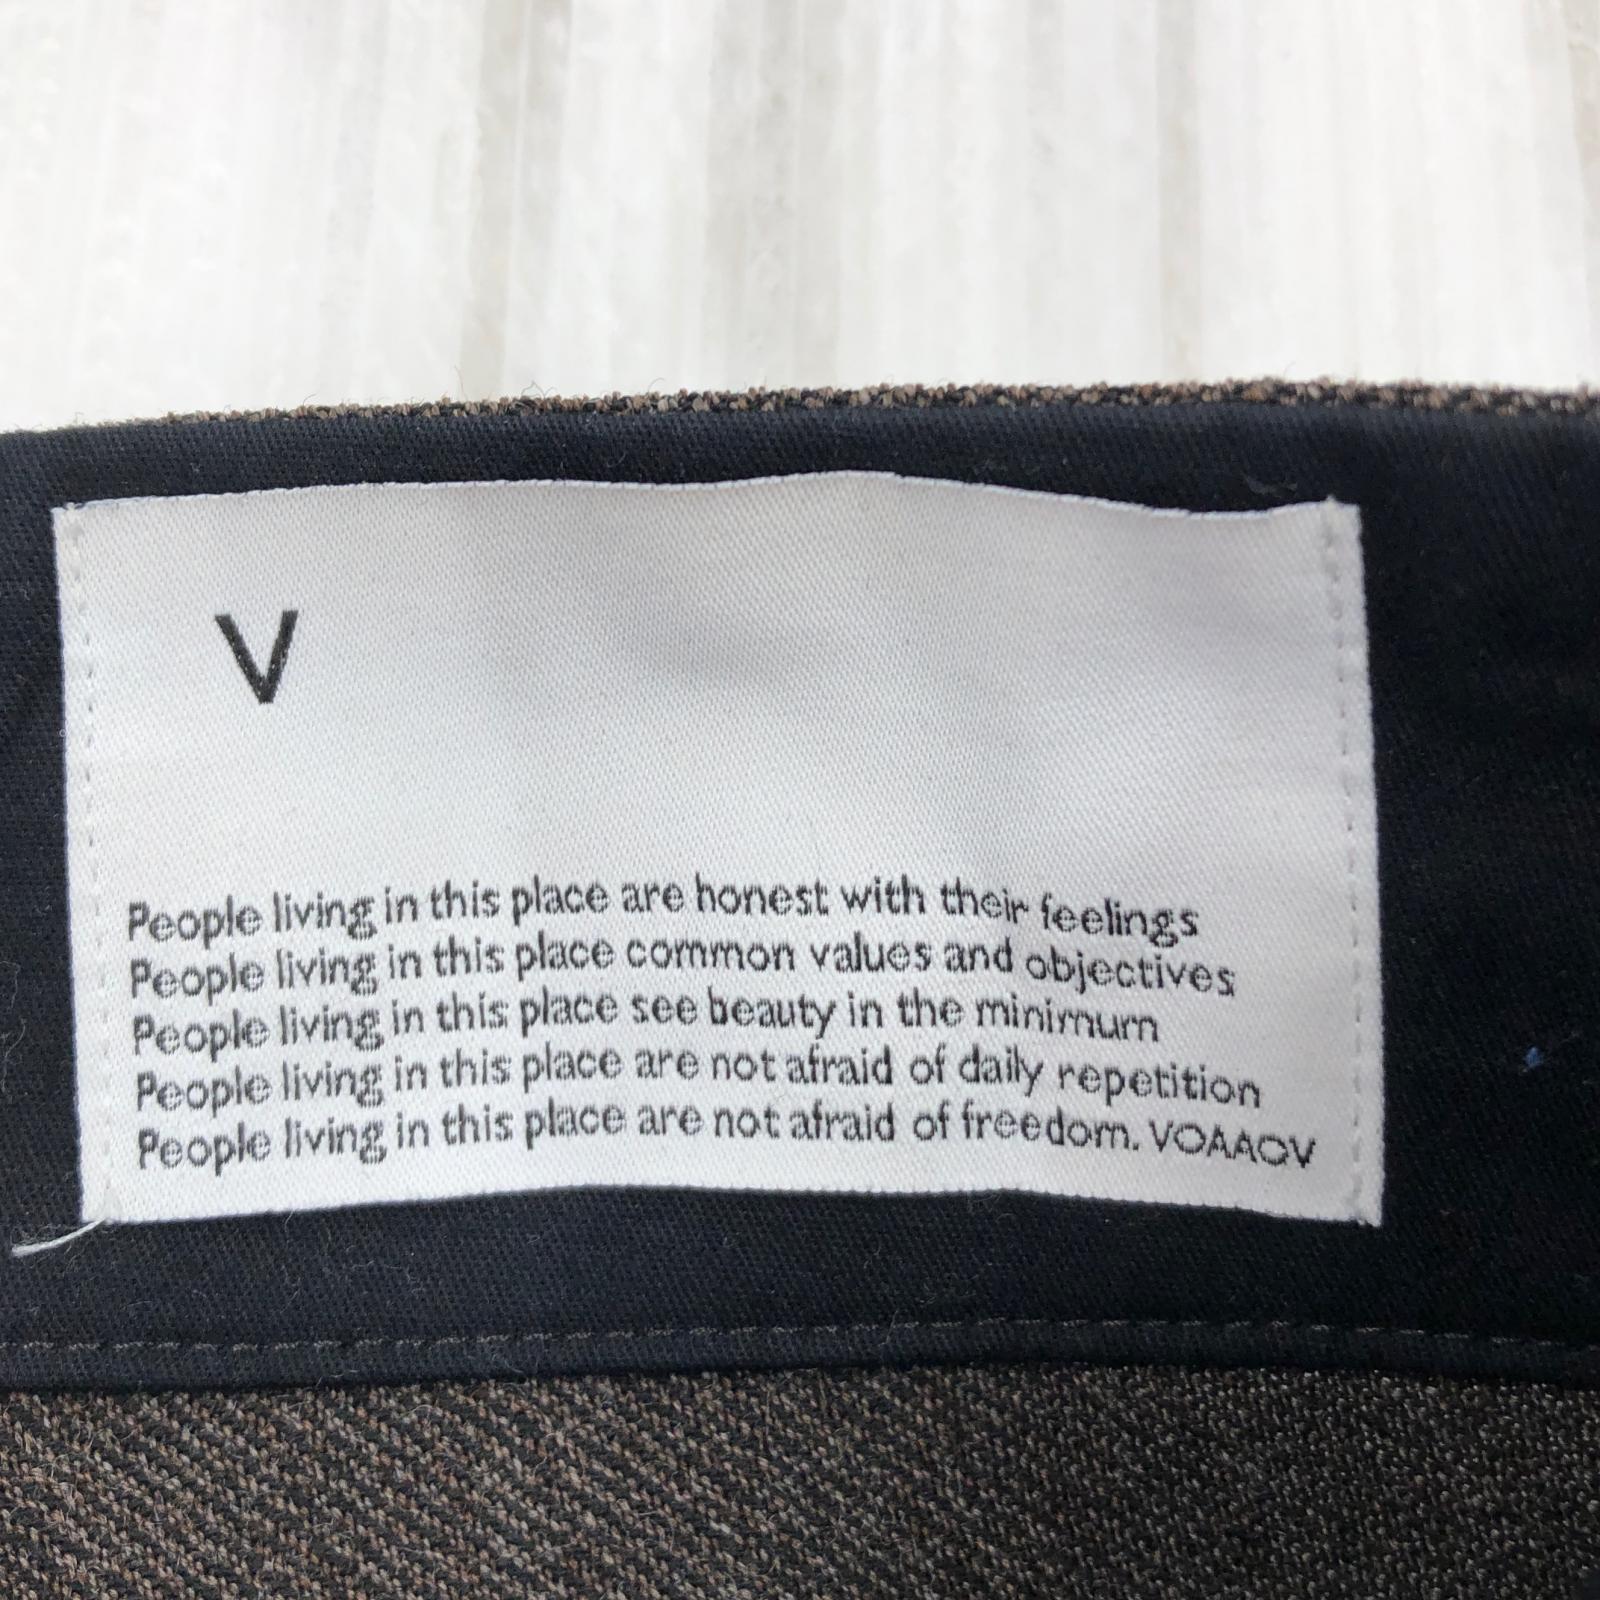 V
People living in this place are honest with their feelings
People living in this place common values and objectives
People living in this place see beauty in the minimum
People living in this place are not afraid of daily repetition
People living in this place are not afraid of freedom. VOAAOV